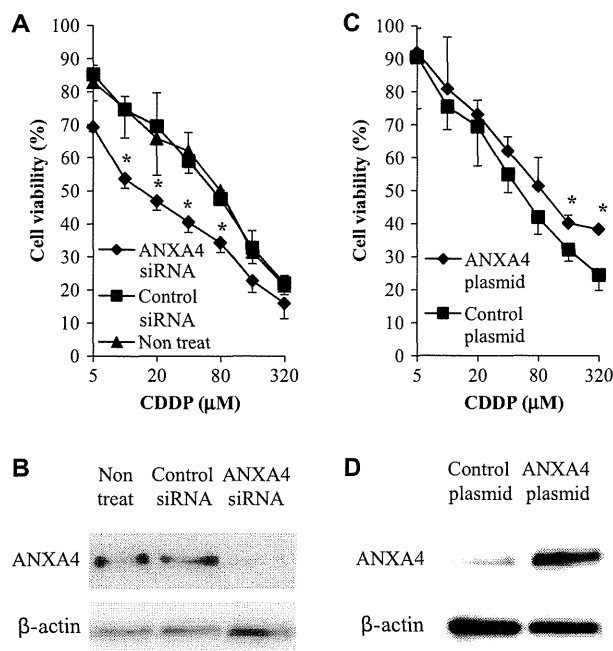 A
100
90
80
70
60
50
40
30
20
10
0
Cell viability (%)
*
*
*
*
ANXA4
siRNA
Control
siRNA
Non treat
5
20
80
320
CDDP (μM)
C
100
90
80
70
60
50
40
30
20
10
0
Cell viability (%)
*
*
ANXA4
plasmid
Control
plasmid
5
20
80
320
CDDP (μM)
B
Non
treat
Control
siRNA
ANXA4
siRNA
ANXA4
β-actin
D
Control
plasmid
ANXA4
plasmid
ANXA4
β-actin